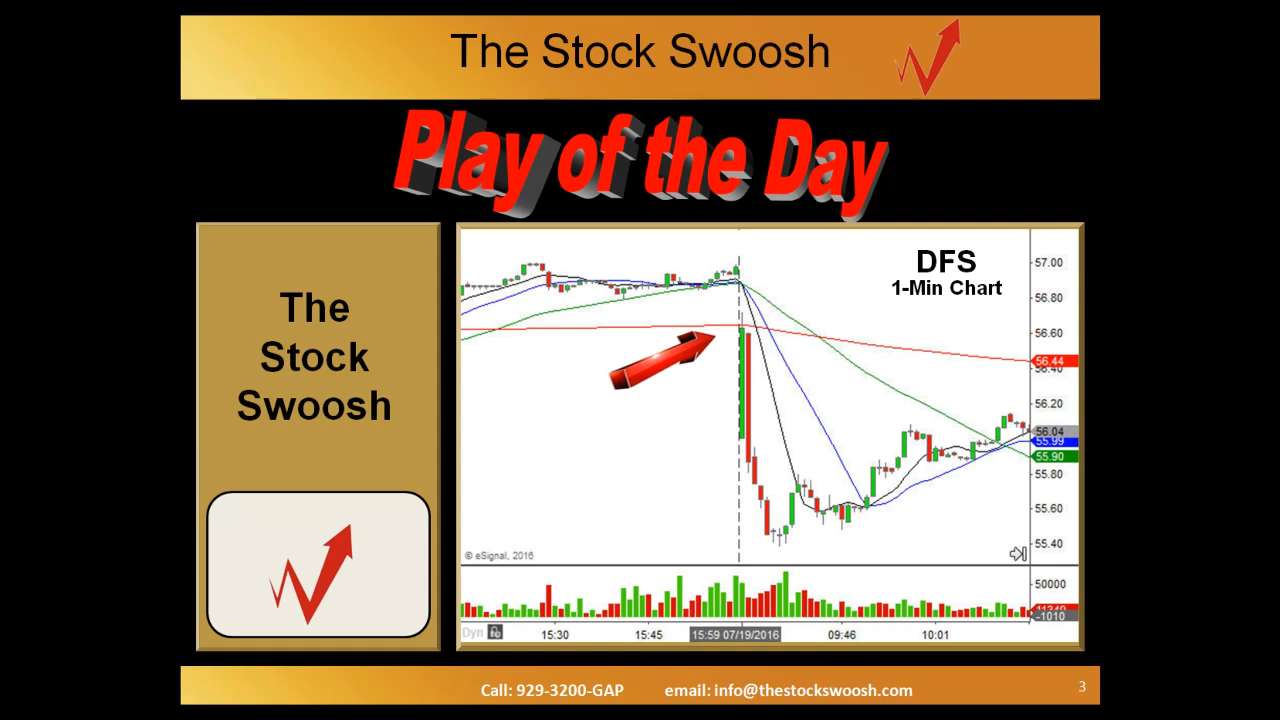 The Stock Swoosh
Play of the Day
The
Stock
Swoosh
DFS
1-Min Chart
57.00
56.80
56.60
56.44
56.40
56.20
56.04
55.99
55.90
55.80
55.60
55.40
© eSignal, 2016
50000
-1010
Dyn
15:30 15:45 15:59 07/19/2016 09:46 10:01
Call: 929-3200-GAP email: info@thestockswoosh.com
3